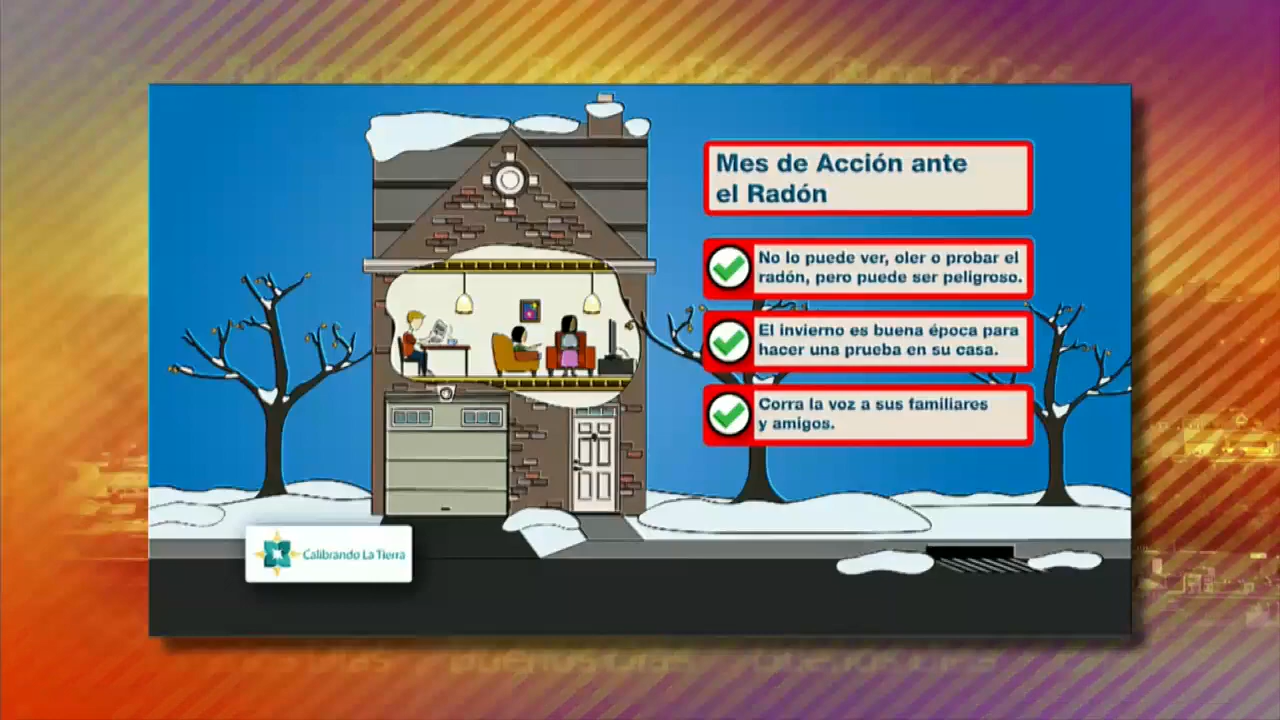 Mes de Acción ante
el Radón
No lo puede ver, oler o probar el
radón, pero puede ser peligroso.
El invierno es buena época para
hacer una prueba en su casa.
Corra la voz a sus familiares
y amigos.
Calibrando La Tierra